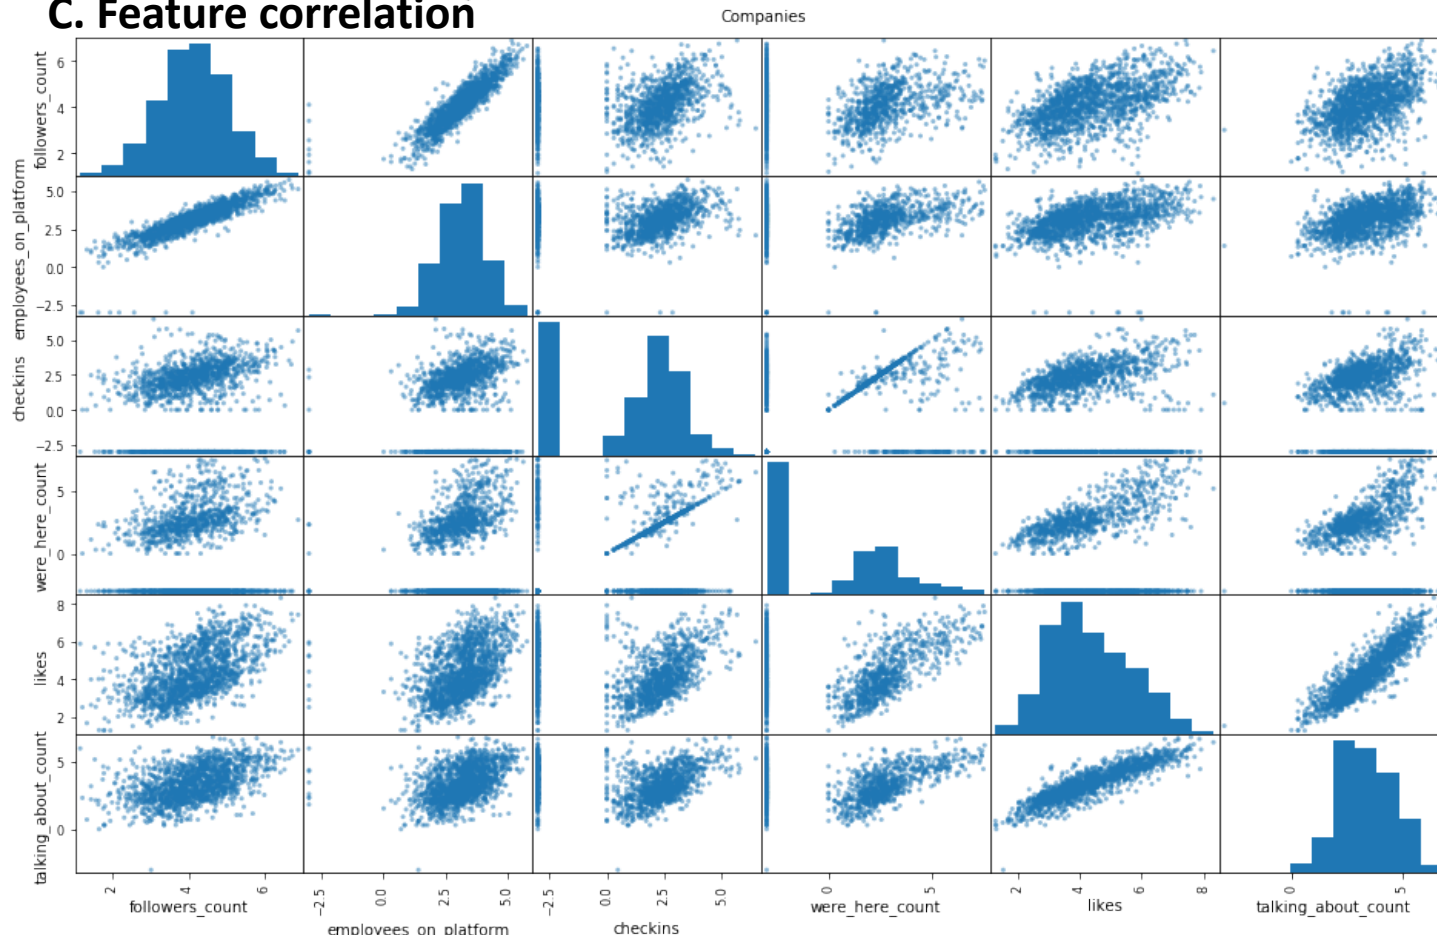 C. Feature correlation
Companies
followers_count
6
4
2
employees_on_platform
5.0
2.5
0.0
−2.5
checkins
5.0
2.5
0.0
−2.5
were_here_count
5
0
likes
8
6
4
2
talking_about_count
5
0
2 4 6 −2.5 0.0 2.5 5.0 −2.5 0.0 2.5 5.0 0 5 2 4 6 8 0 5
followers_count employees_on_platform checkins were_here_count likes talking_about_count